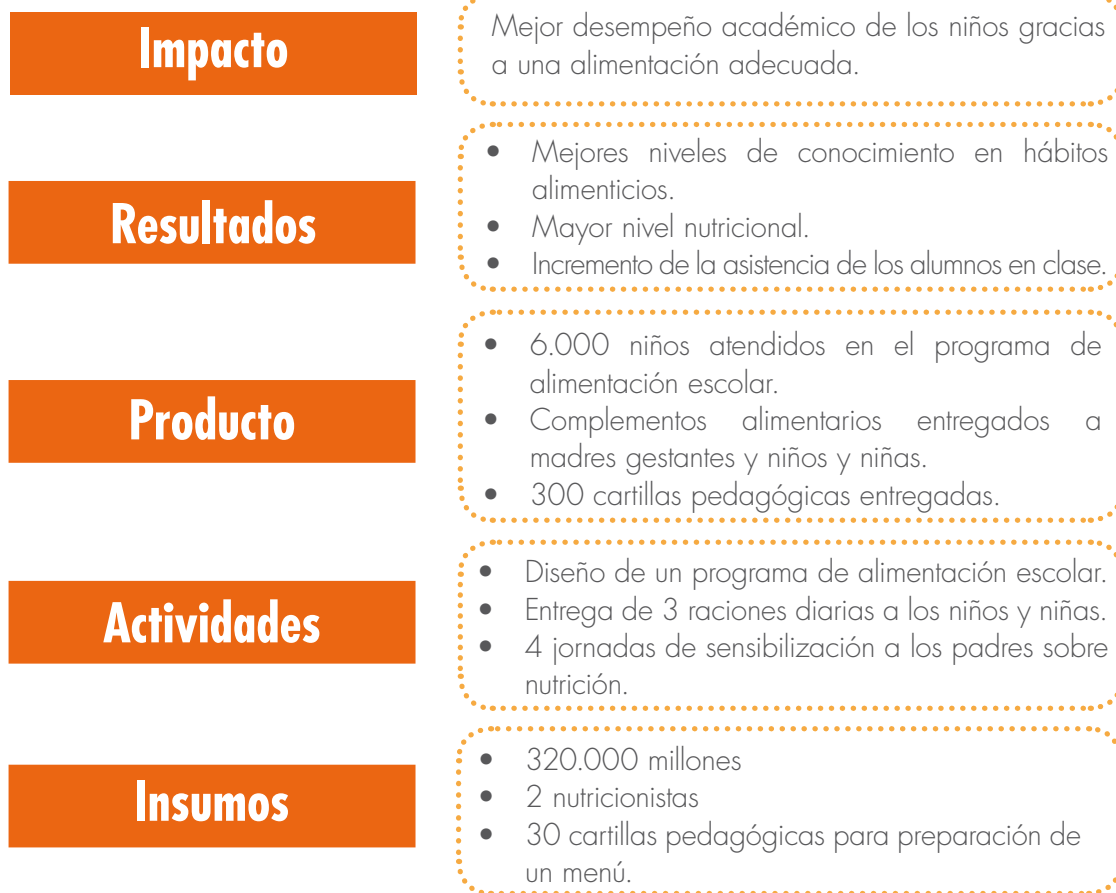 Impacto
Mejor desempeño académico de los niños gracias
a una alimentación adecuada.
Resultados
• Mejores niveles de conocimiento en hábitos
alimenticios.
• Mayor nivel nutricional.
• Incremento de la asistencia de los alumnos en clase.
Producto
• 6.000 niños atendidos en el programa de
alimentación escolar.
• Complementos alimentarios entregados a
madres gestantes y niños y niñas.
• 300 cartillas pedagógicas entregadas.
Actividades
• Diseño de un programa de alimentación escolar.
• Entrega de 3 raciones diarias a los niños y niñas.
• 4 jornadas de sensibilización a los padres sobre
nutrición.
Insumos
• 320.000 millones
• 2 nutricionistas
• 30 cartillas pedagógicas para preparación de
un menú.